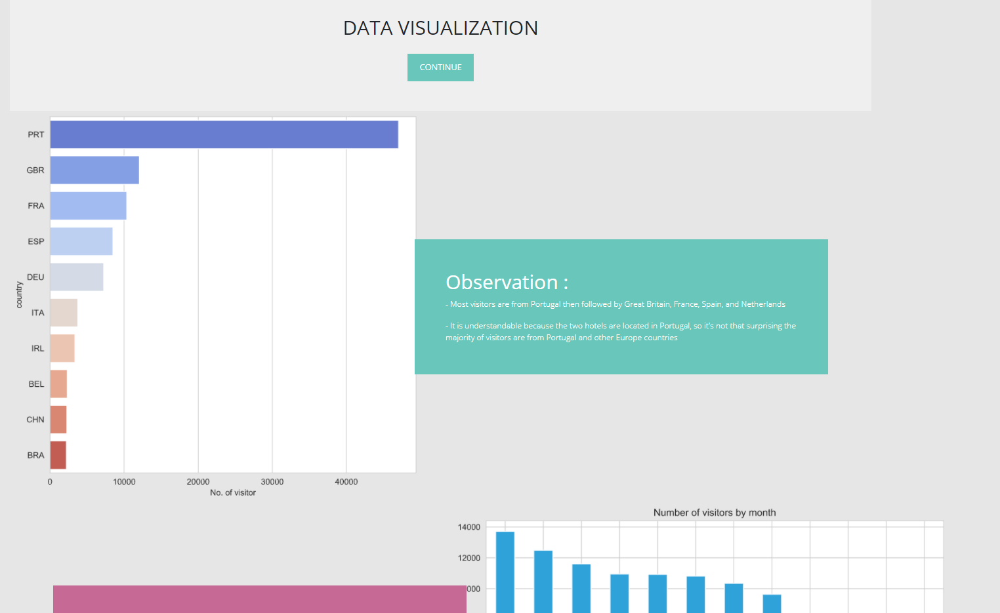 DATA VISUALIZATION
CONTINUE
PRT
GBR
FRA
ESP
DEU
ITA
IRL
BEL
CHN
BRA
country
0 10000 20000 30000 40000
No. of visitor
Observation :
- Most visitors are from Portugal then followed by Great Britain, France, Spain, and Netherlands
- It is understandable because the two hotels are located in Portugal, so it's not that surprising the
majority of visitors are from Portugal and other Europe countries
Number of visitors by month
14000
12000
000